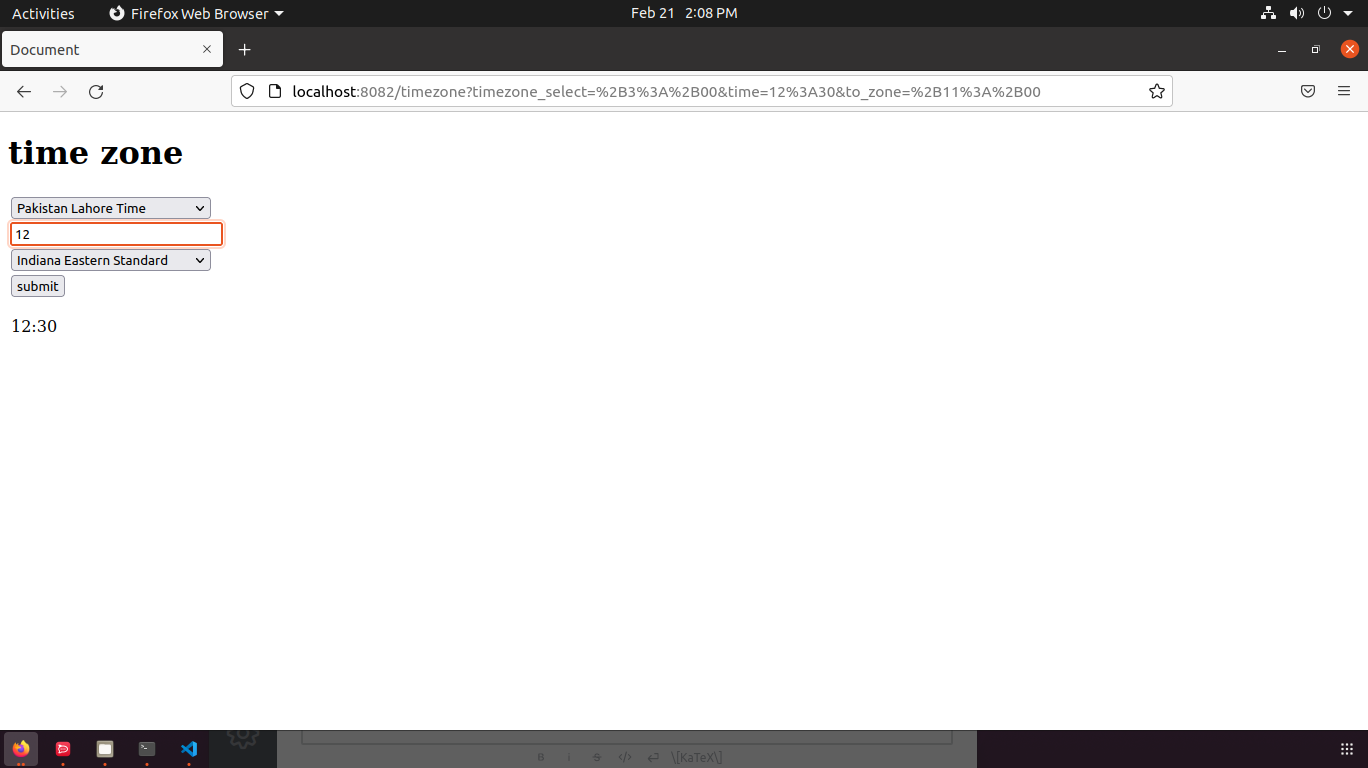 Activities Firefox Web Browser Feb 21 2:08 PM
Document
localhost:8082/timezone?timezone_select=%2B3%3A%2B00&time=12%3A30&to_zone=%2B11%3A%2B00
time zone
Pakistan Lahore Time
12
Indiana Eastern Standard
submit
12:30
B i S </> \[KaTeX\]